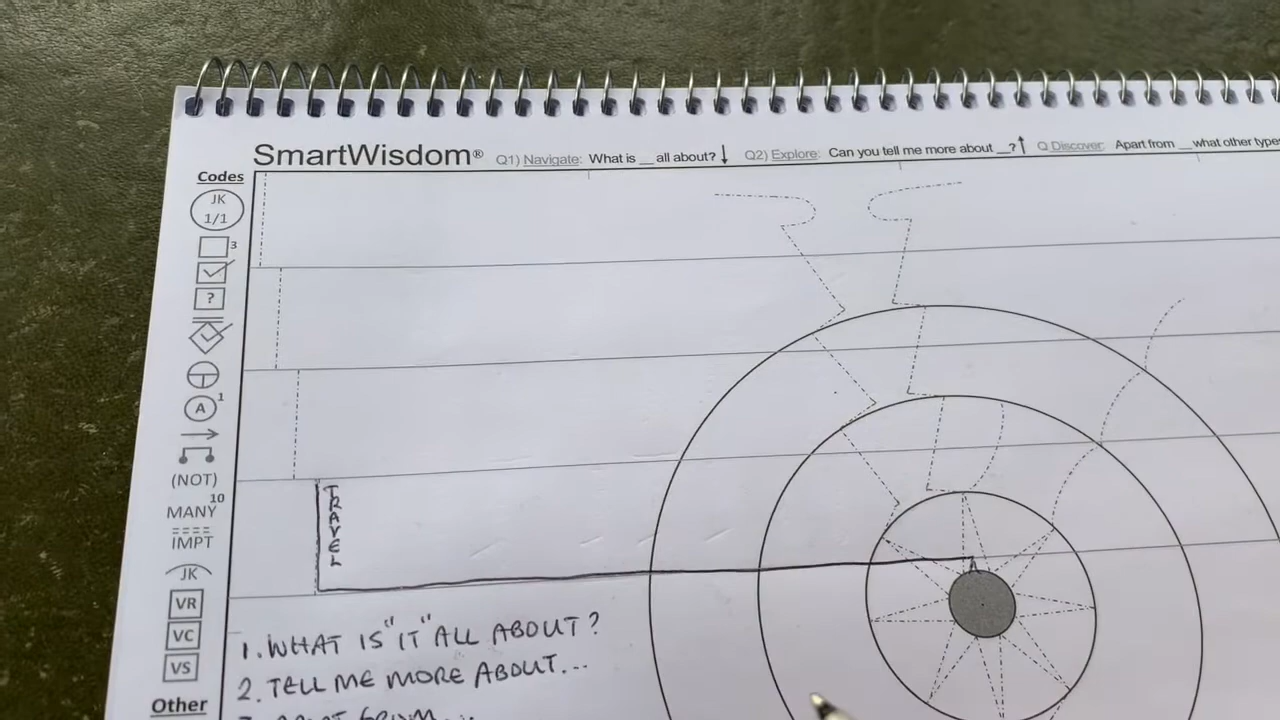 SmartWisdom® Q1) Navigate: What is __ all about? Q2) Explore: Can you tell me more about __? Q Discover: Apart from __ what other types
Codes
JK
1/1
3
?
A 1
(NOT)
MANY 10
IMPT
JK
VR
VC
VS
Other
TRAVEL
1. WHAT IS "IT" ALL ABOUT?
2. TELL ME MORE ABOUT...